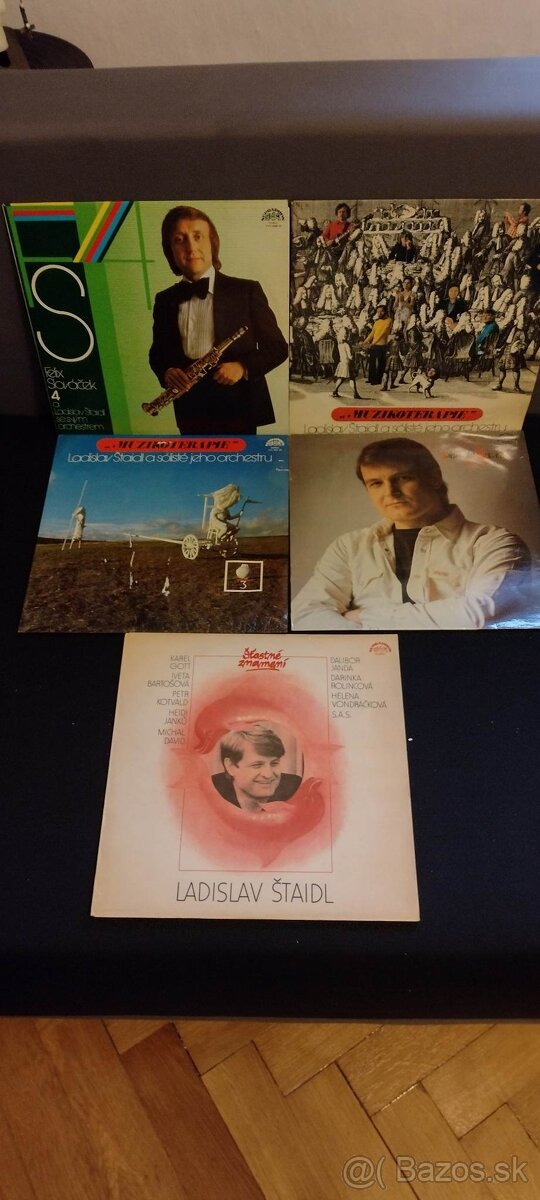 S
Felix
Slováček
4
a
Ladislav Štaidl
se svým
orchestrem
„MUZIKOTERAPIE"
Ladislav Štaidl a sólisté jeho orchestru
„MUZIKOTERAPIE"
Ladislav Štaidl a sólisté jeho orchestru
3
šťastné
znamení
KAREL
GOTT
IVETA
BARTOŠOVÁ
PETR
KOTVALD
HEIDI
JANKŮ
MICHAL
DAVID
DALIBOR
JANDA
DARINKA
ROLINCOVÁ
HELENA
VONDRÁČKOVÁ
S.A.S.
LADISLAV ŠTAIDL
Bazos.sk